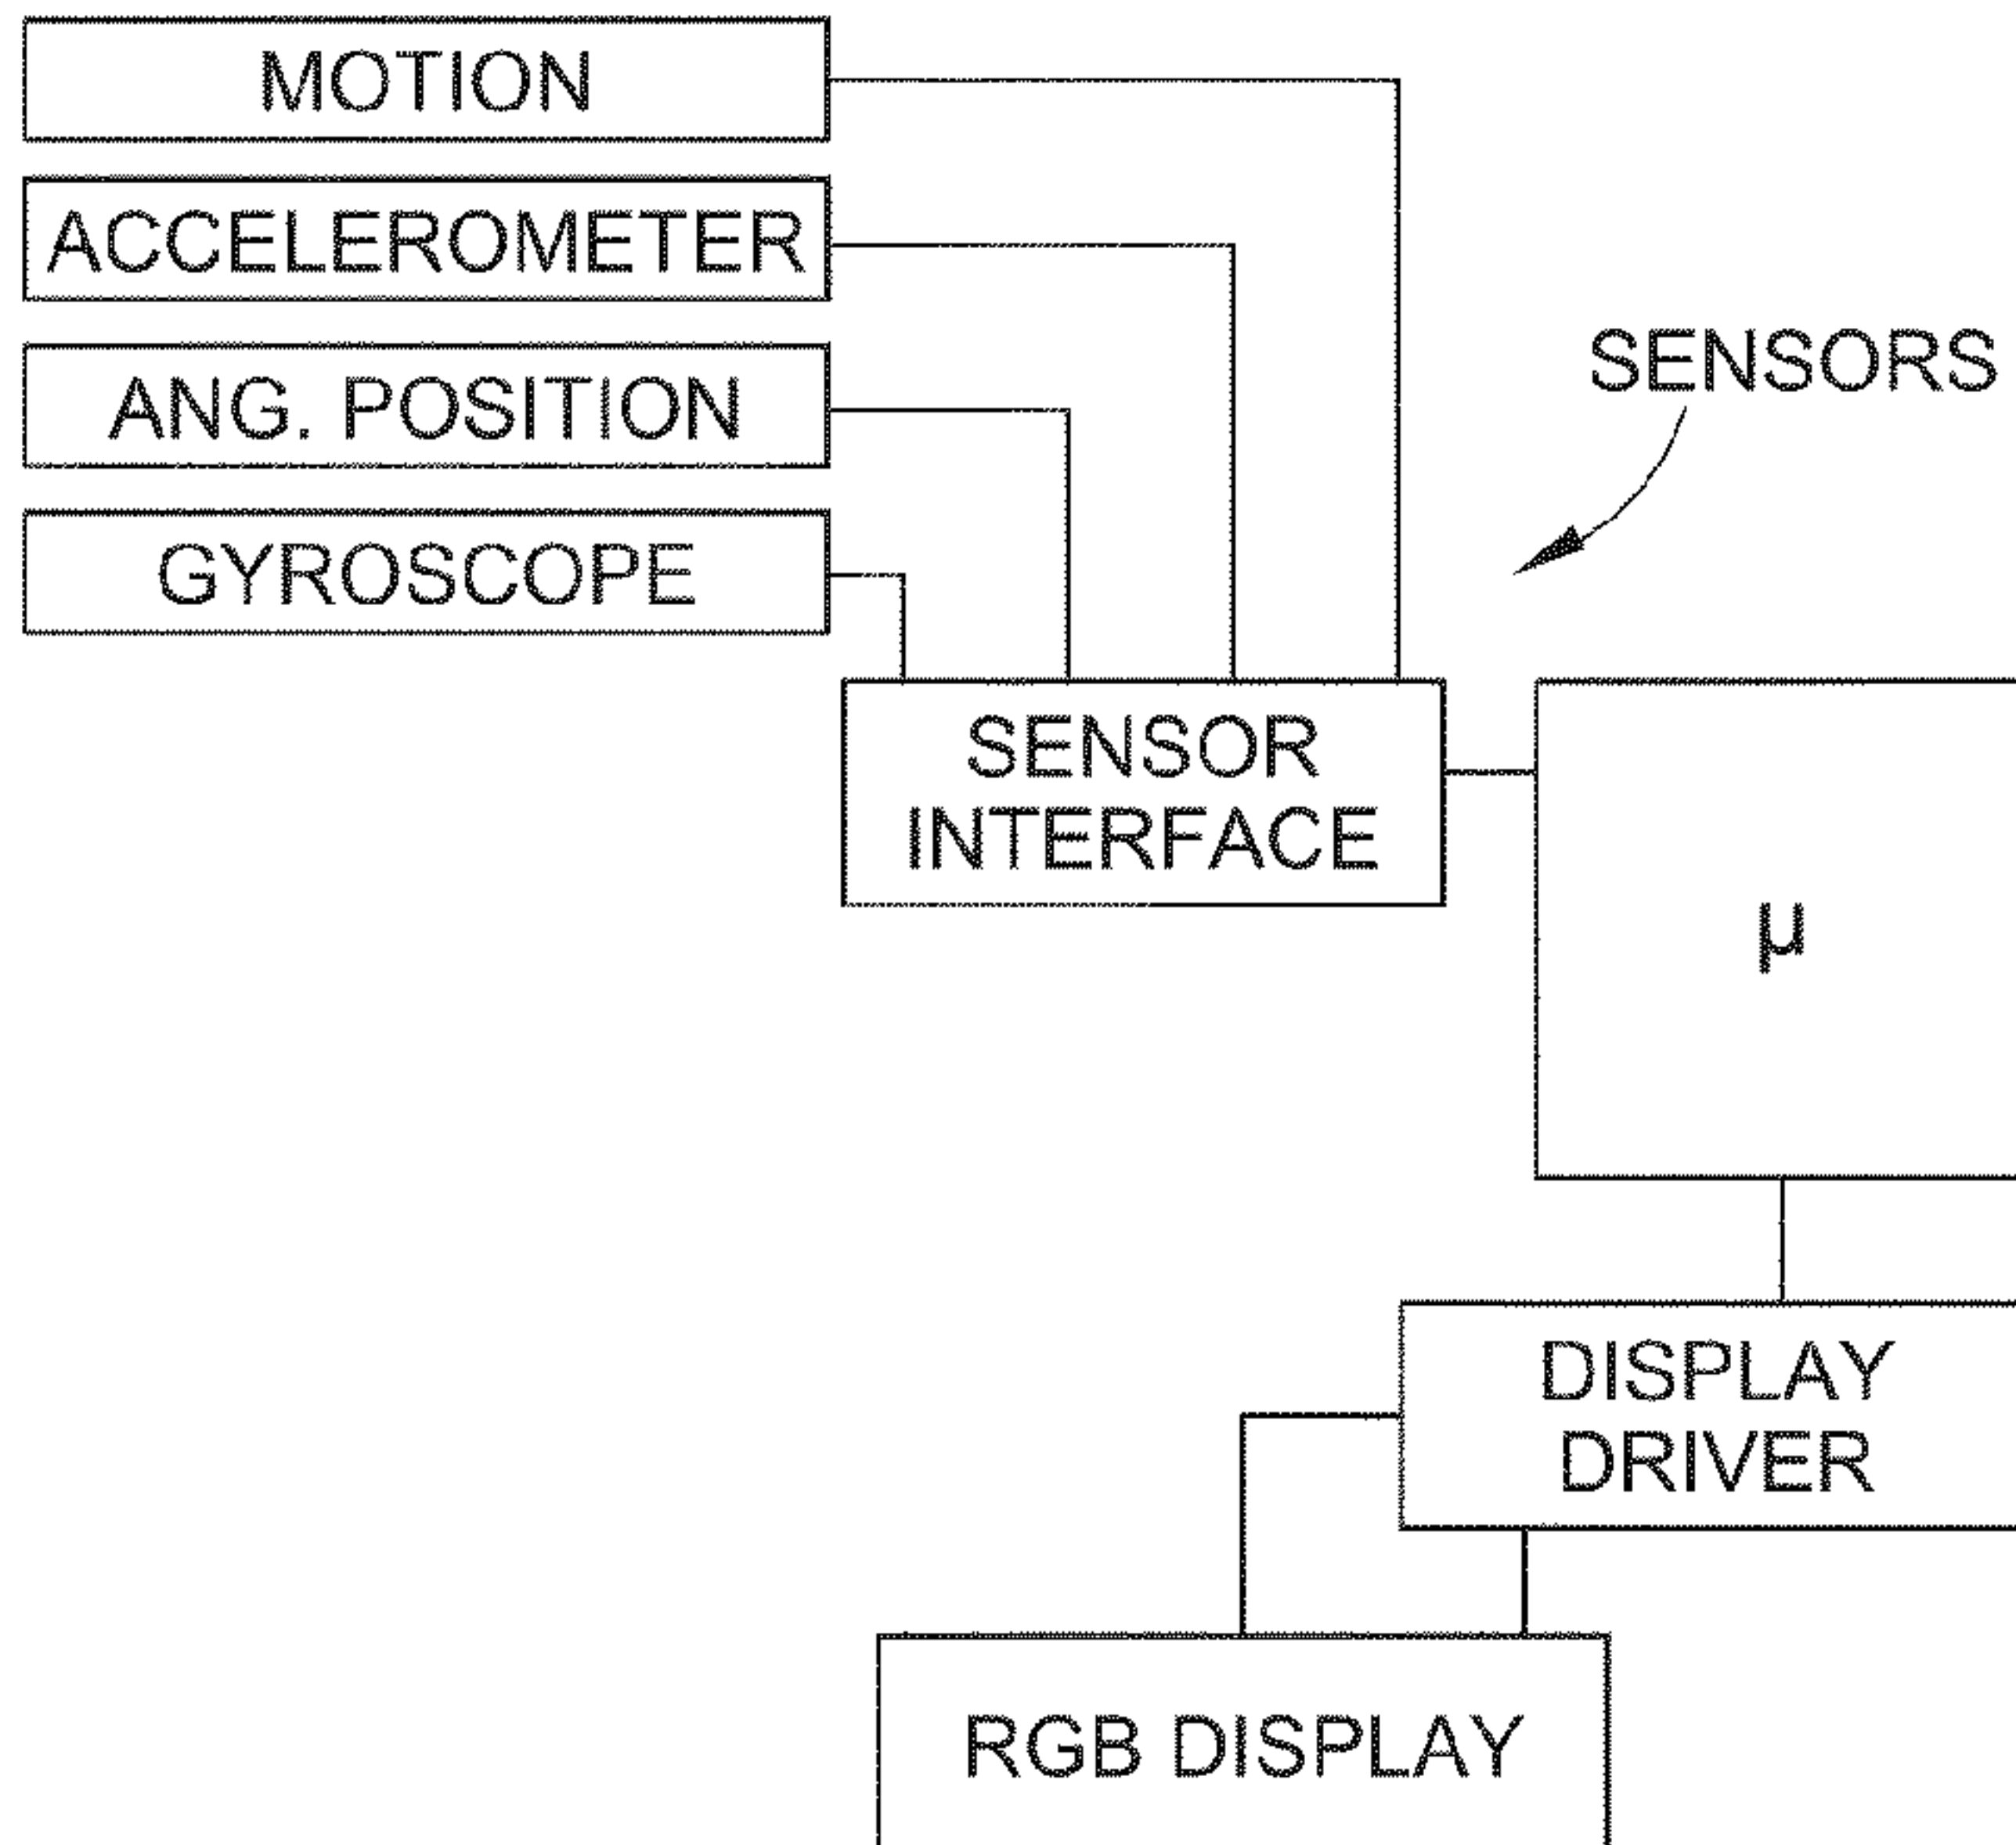 MOTION
ACCELEROMETER
ANG. POSITION
GYROSCOPE
SENSORS
SENSOR
INTERFACE
µ
DISPLAY
DRIVER
RGB DISPLAY